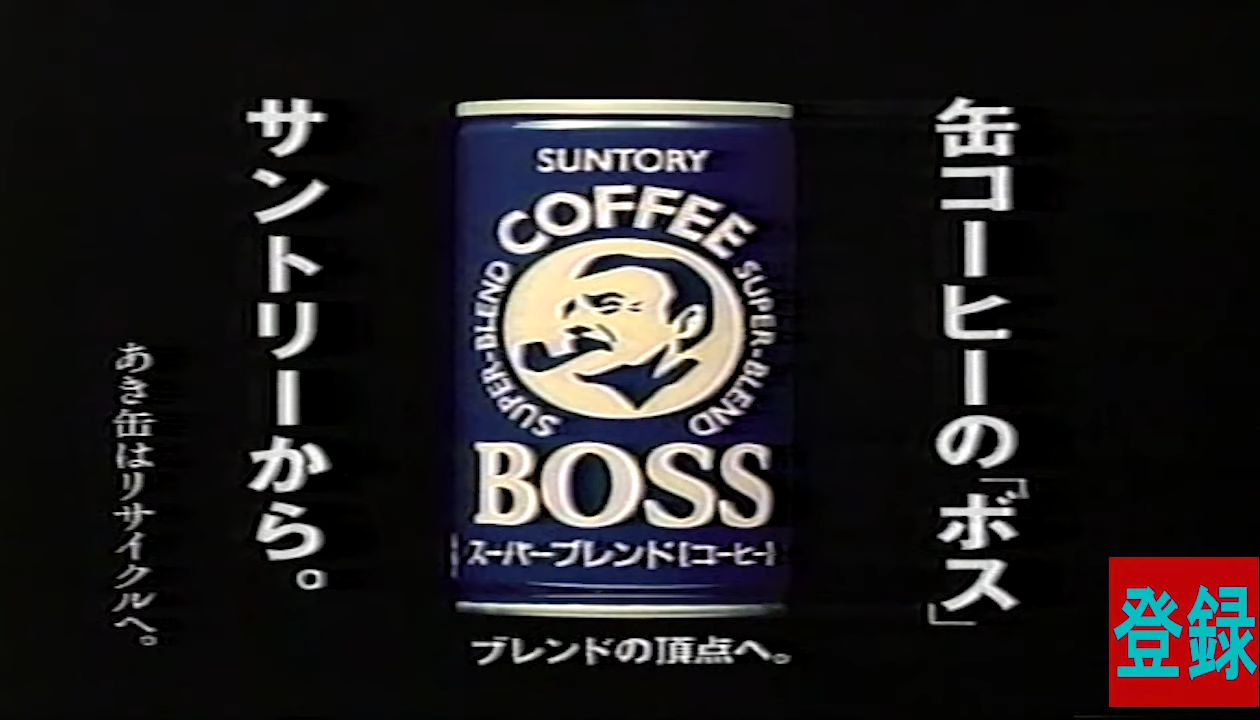 缶コーヒーの「ボス」
サントリーから。
あき缶はリサイクルへ。
SUNTORY
COFFEE
SUPER-BLEND
SUPER-BLEND
BOSS
スーパーブレンド[コーヒー]
ブレンドの頂点へ。
登録